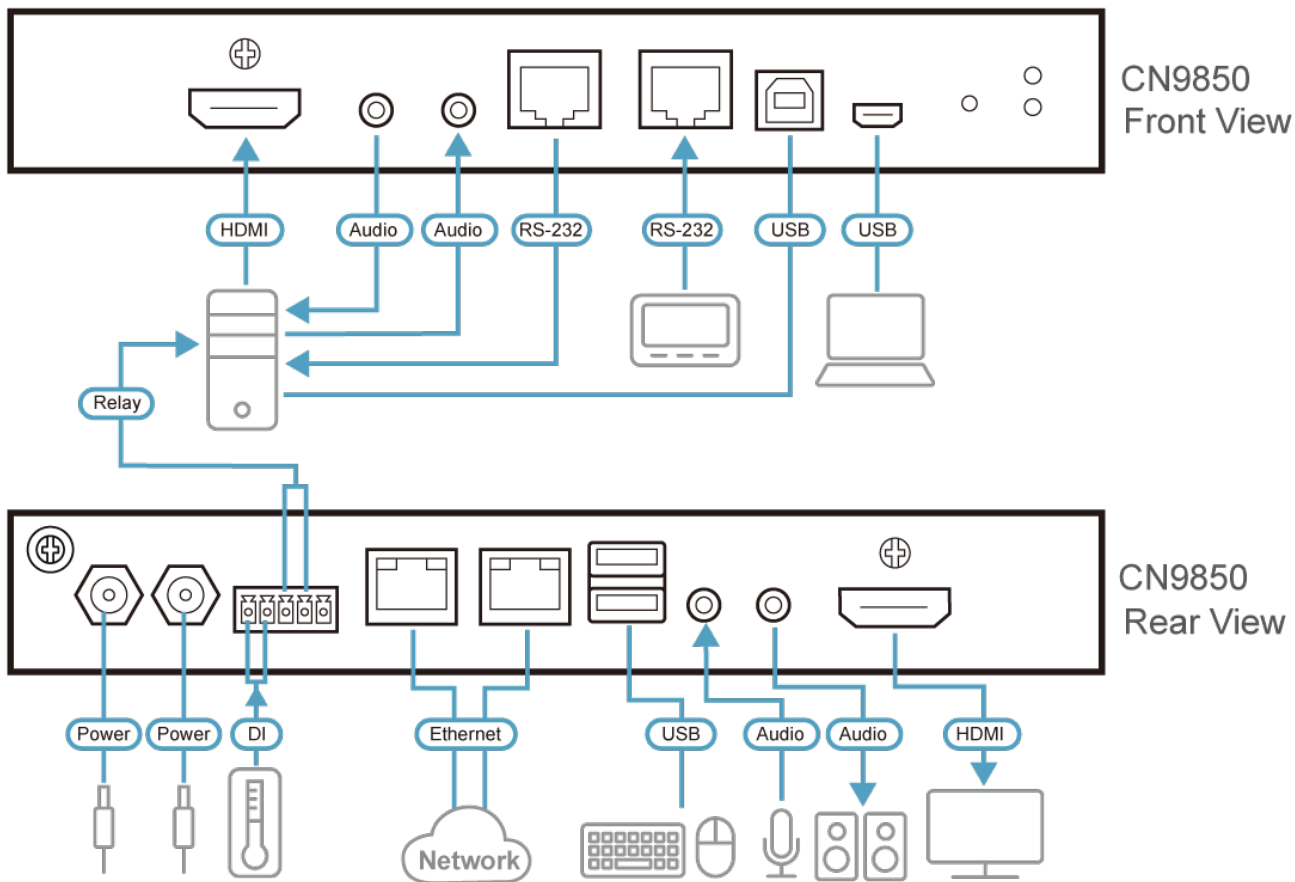 CN9850
Front View
HDMI
Audio
Audio
RS-232
RS-232
USB
USB
Relay
CN9850
Rear View
Power
Power
DI
Ethernet
USB
Audio
Audio
HDMI
Network